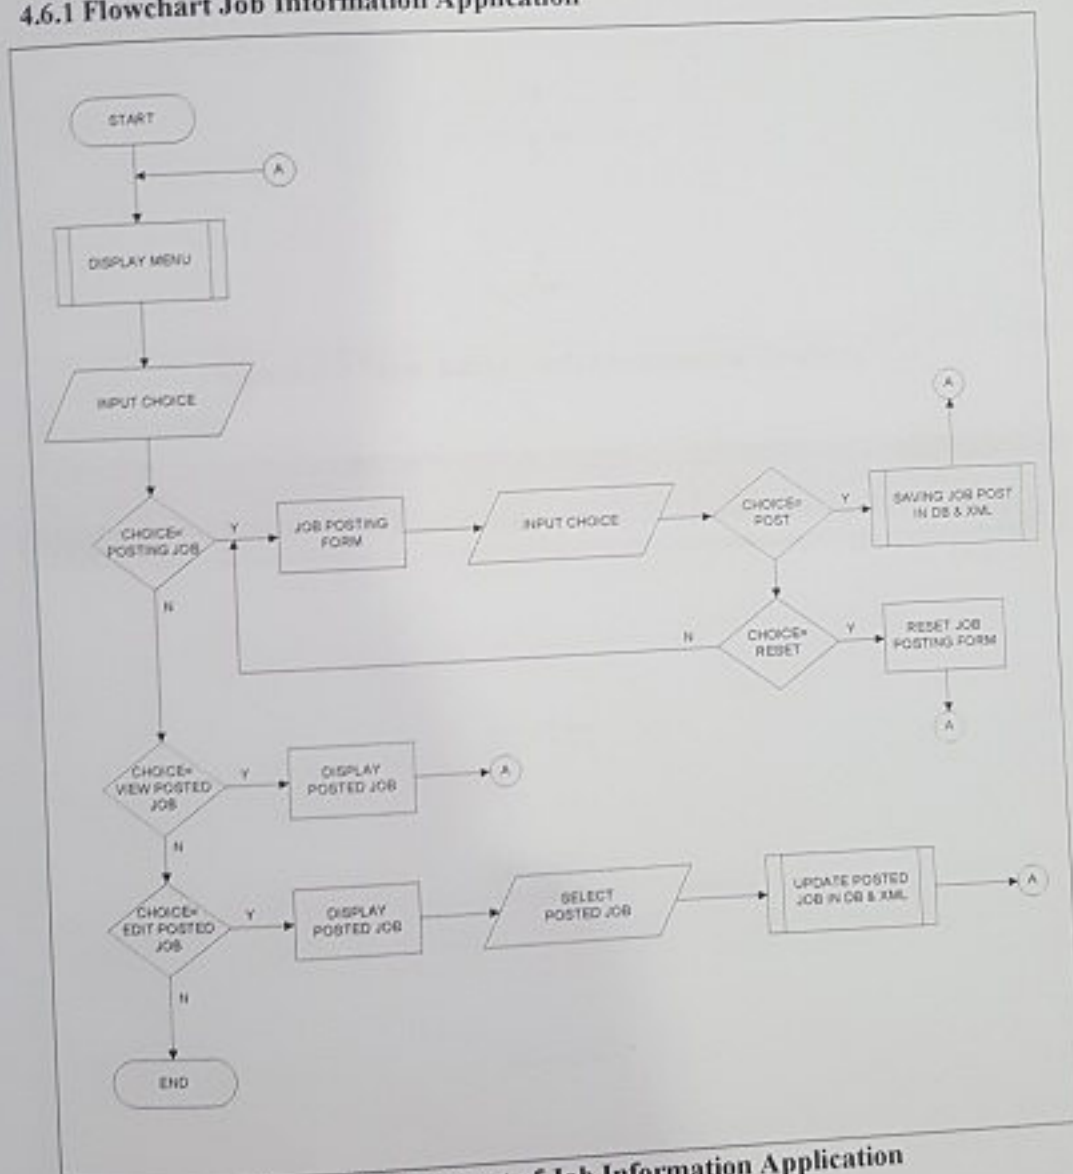 4.6.1 Flowchart Job Information Application
START
A
DISPLAY MENU
INPUT CHOICE
CHOICE=
POSTING JOB
Y
JOB POSTING
FORM
INPUT CHOICE
CHOICE=
POST
Y
SAVING JOB POST
IN DB & XML
A
N
N
CHOICE=
RESET
Y
RESET JOB
POSTING FORM
A
CHOICE=
VIEW POSTED
JOB
Y
DISPLAY
POSTED JOB
A
N
CHOICE=
EDIT POSTED
JOB
Y
DISPLAY
POSTED JOB
SELECT
POSTED JOB
UPDATE POSTED
JOB IN DB & XML
A
N
END
Job Information Application